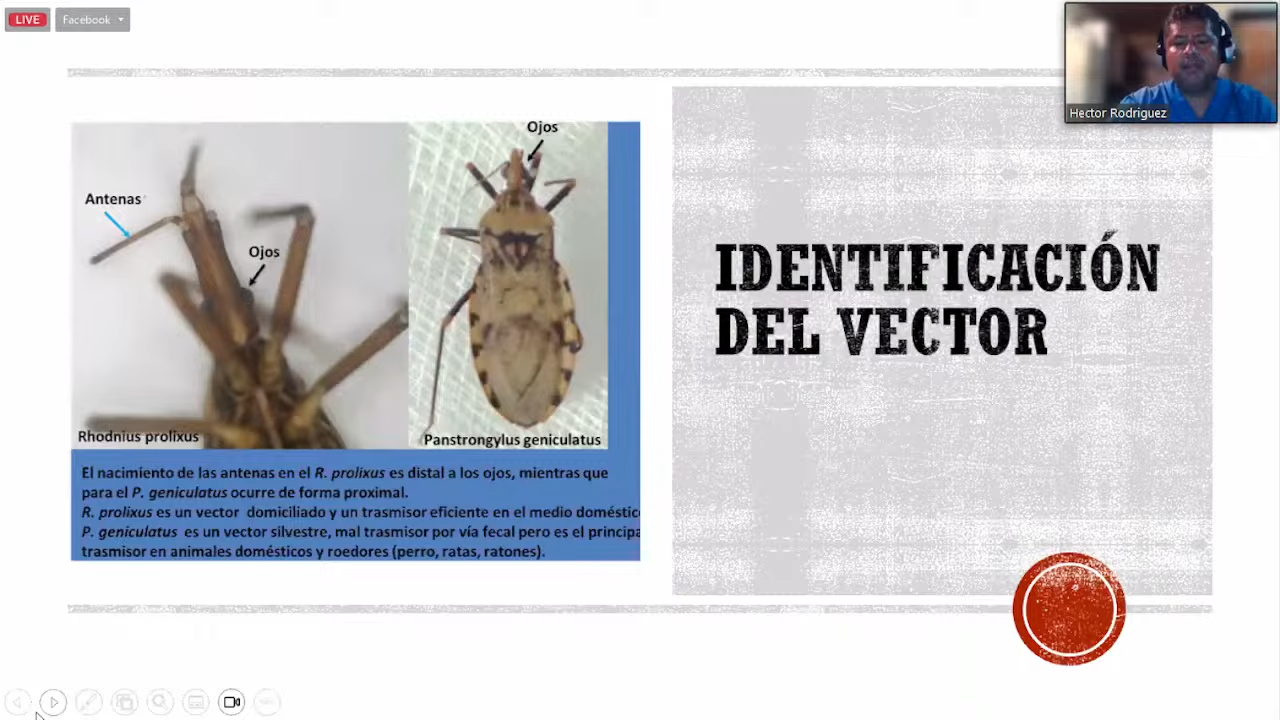 LIVE
Facebook
Hector Rodriguez
Antenas
Ojos
Rhodnius prolixus
Ojos
Panstrongylus geniculatus
El nacimiento de las antenas en el R. prolixus es distal a los ojos, mientras que
para el P. geniculatus ocurre de forma proximal.
R. prolixus es un vector domiciliado y un trasmisor eficiente en el medio doméstic
P. geniculatus es un vector silvestre, mal trasmisor por vía fecal pero es el principa
trasmisor en animales domésticos y roedores (perro, ratas, ratones).
IDENTIFICACIÓN
DEL VECTOR